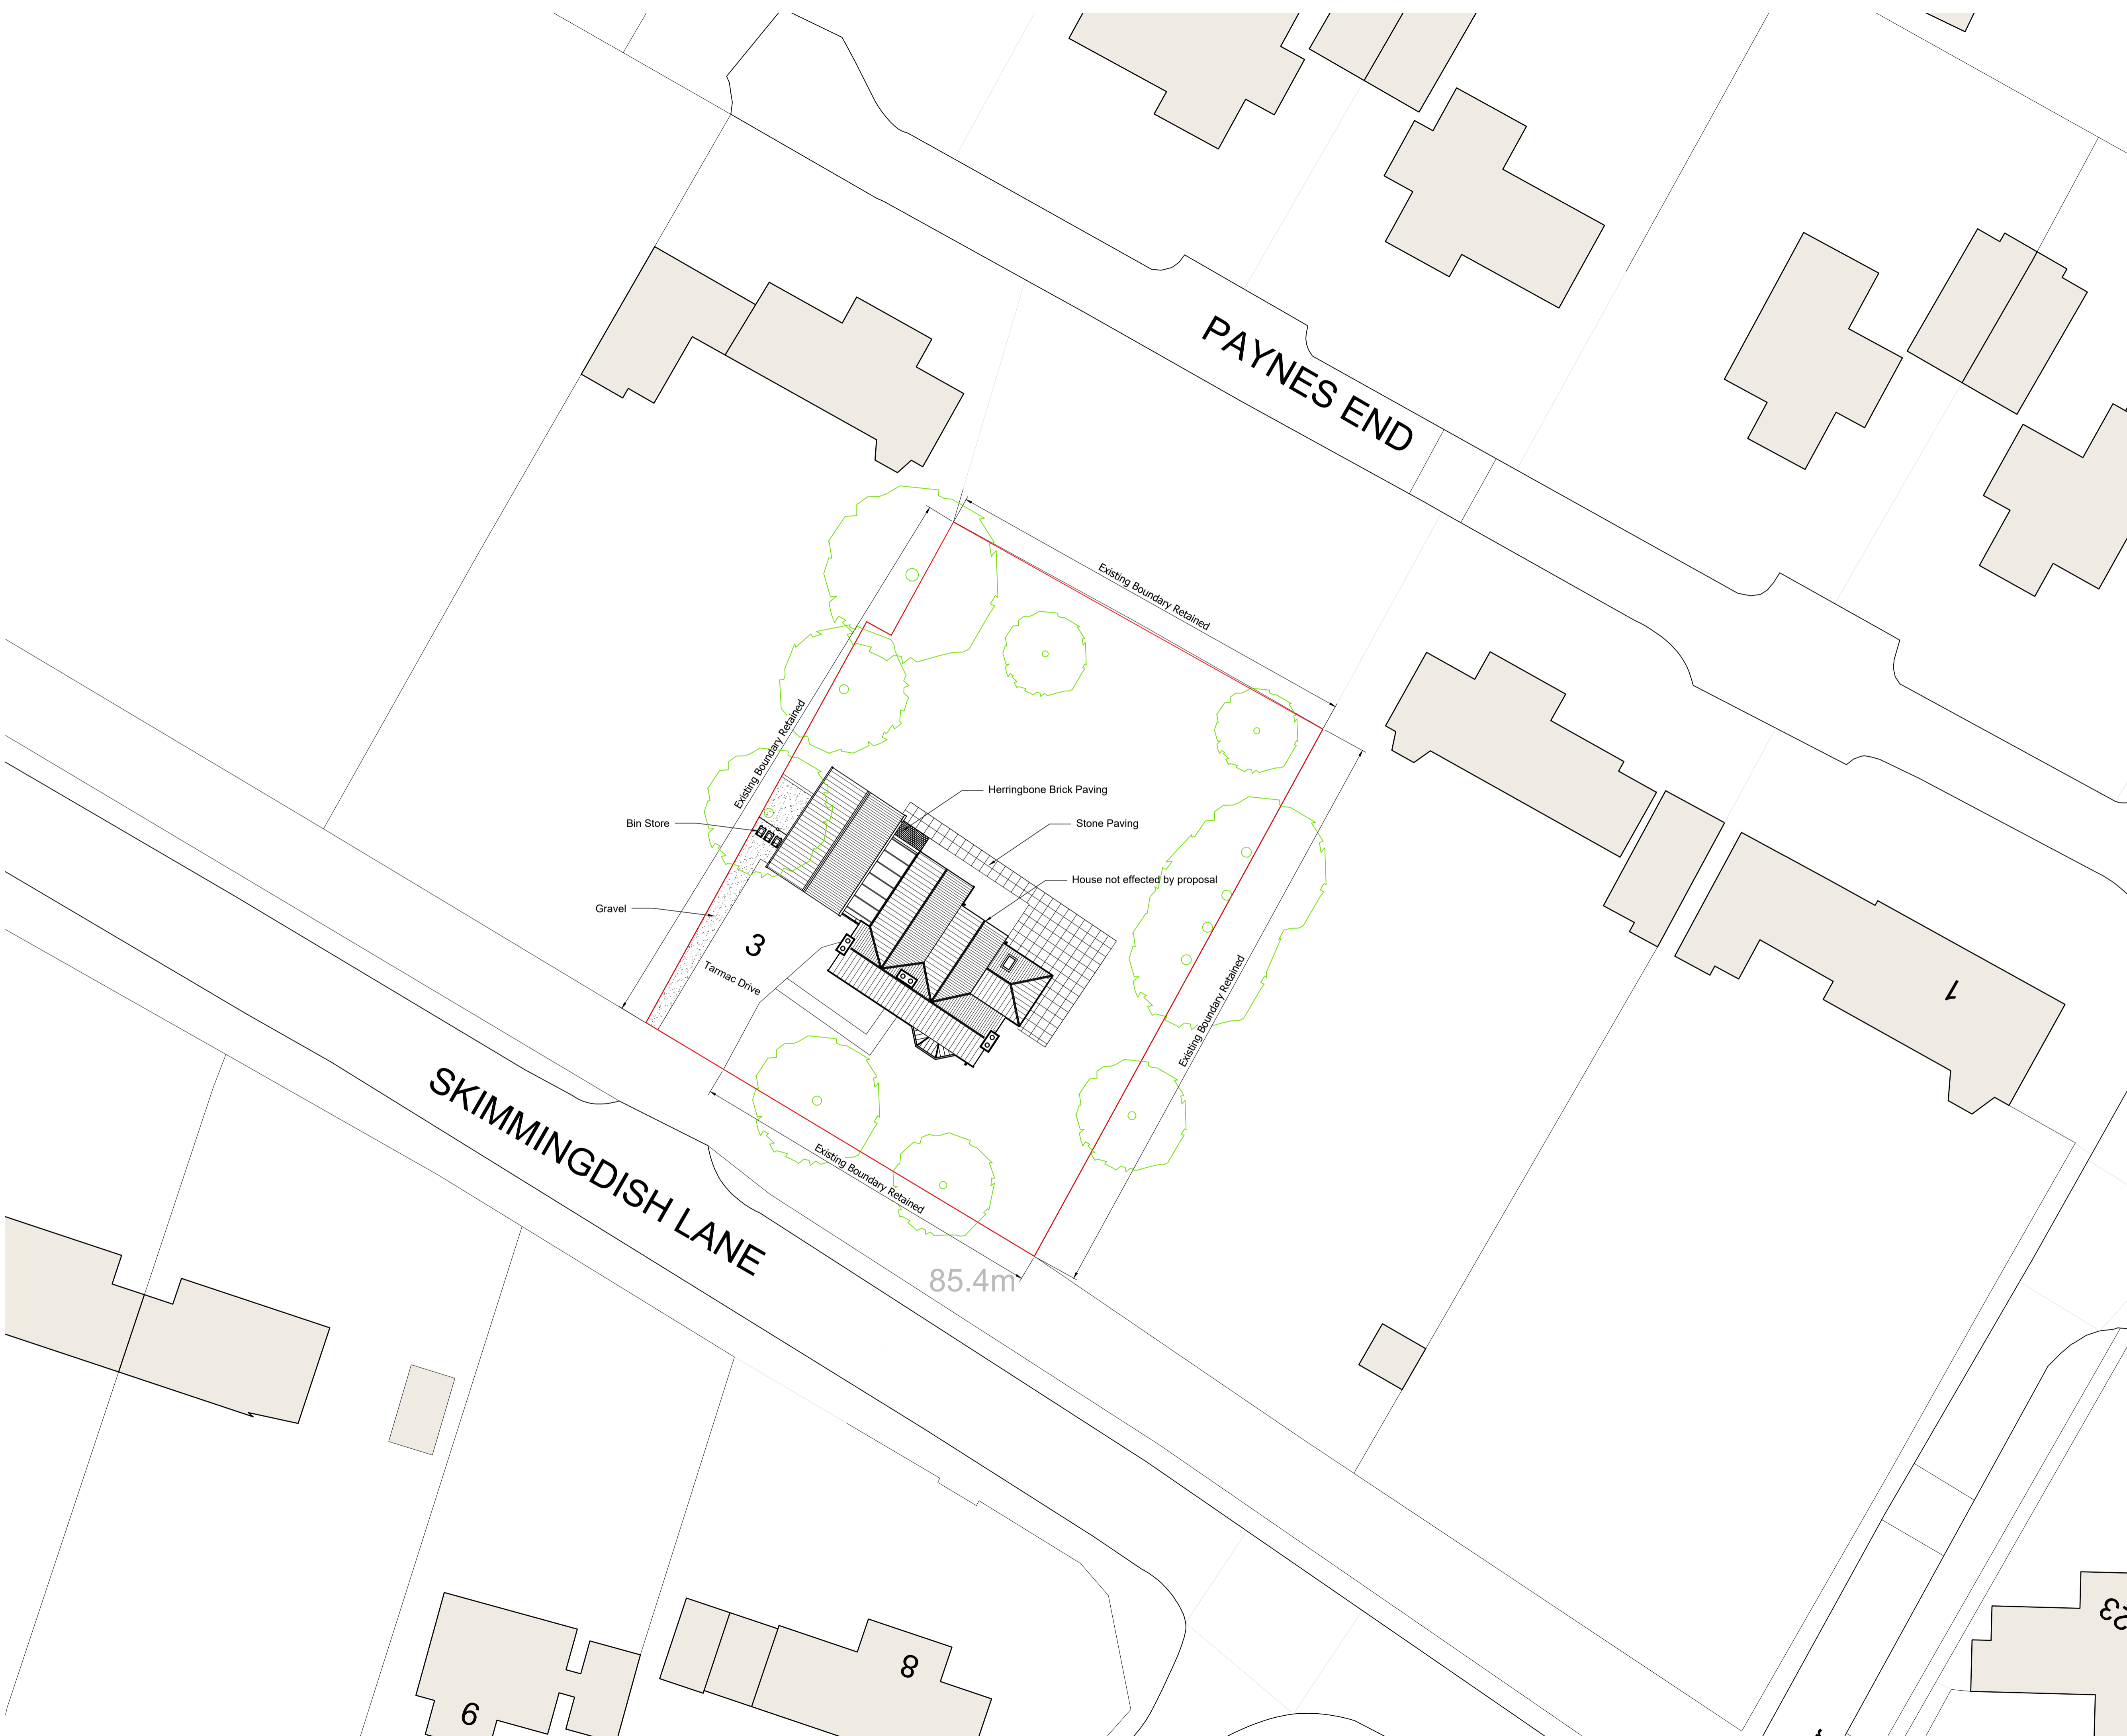 PAYNES END
Existing Boundary Retained
Existing Boundary Retained
Herringbone Brick Paving
Bin Store
Stone Paving
House not effected by proposal
Gravel
3
Tarmac Drive
Existing Boundary Retained
1
SKIMMINGDISH LANE
Existing Boundary Retained
85.4m
23
8
6